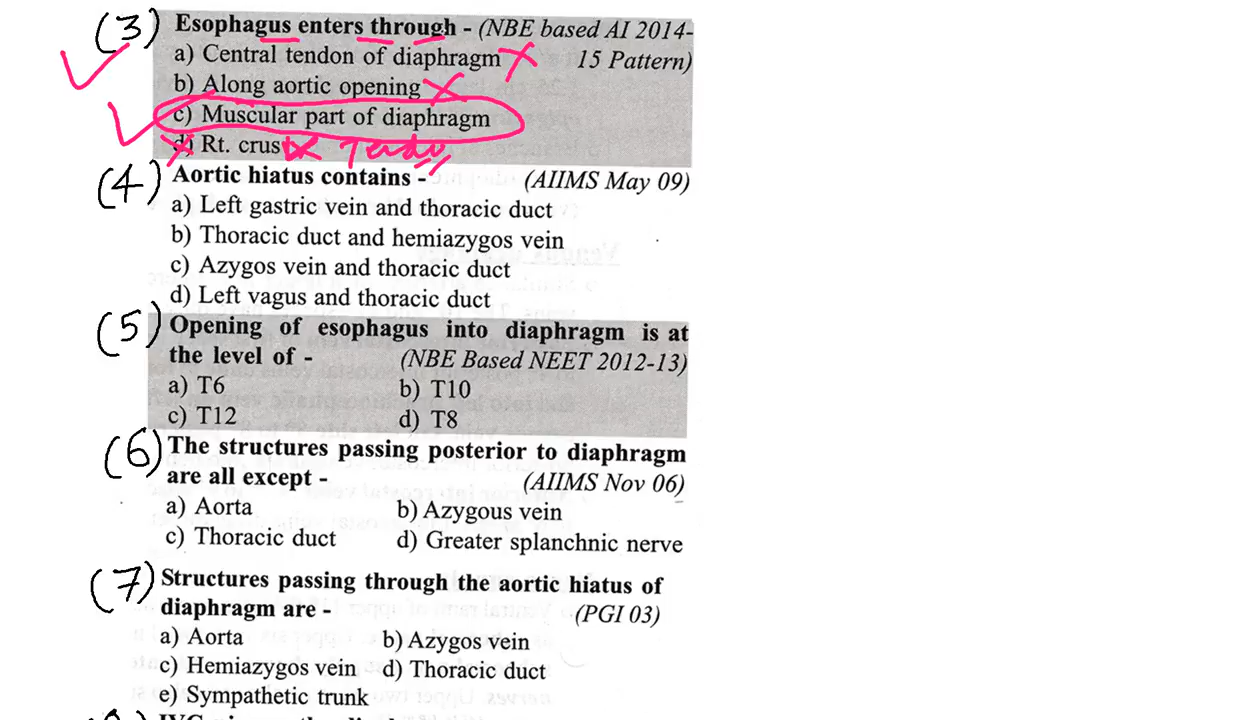 (3) Esophagus enters through - (NBE based AI 2014-
a) Central tendon of diaphragm 15 Pattern)
b) Along aortic opening
c) Muscular part of diaphragm
d) Rt. crus
(4) Aortic hiatus contains - (AIIMS May 09)
a) Left gastric vein and thoracic duct
b) Thoracic duct and hemiazygos vein
c) Azygos vein and thoracic duct
d) Left vagus and thoracic duct
(5) Opening of esophagus into diaphragm is at
the level of - (NBE Based NEET 2012-13)
a) T6 b) T10
c) T12 d) T8
(6) The structures passing posterior to diaphragm
are all except - (AIIMS Nov 06)
a) Aorta b) Azygous vein
c) Thoracic duct d) Greater splanchnic nerve
(7) Structures passing through the aortic hiatus of
diaphragm are - (PGI 03)
a) Aorta b) Azygos vein
c) Hemiazygos vein d) Thoracic duct
e) Sympathetic trunk